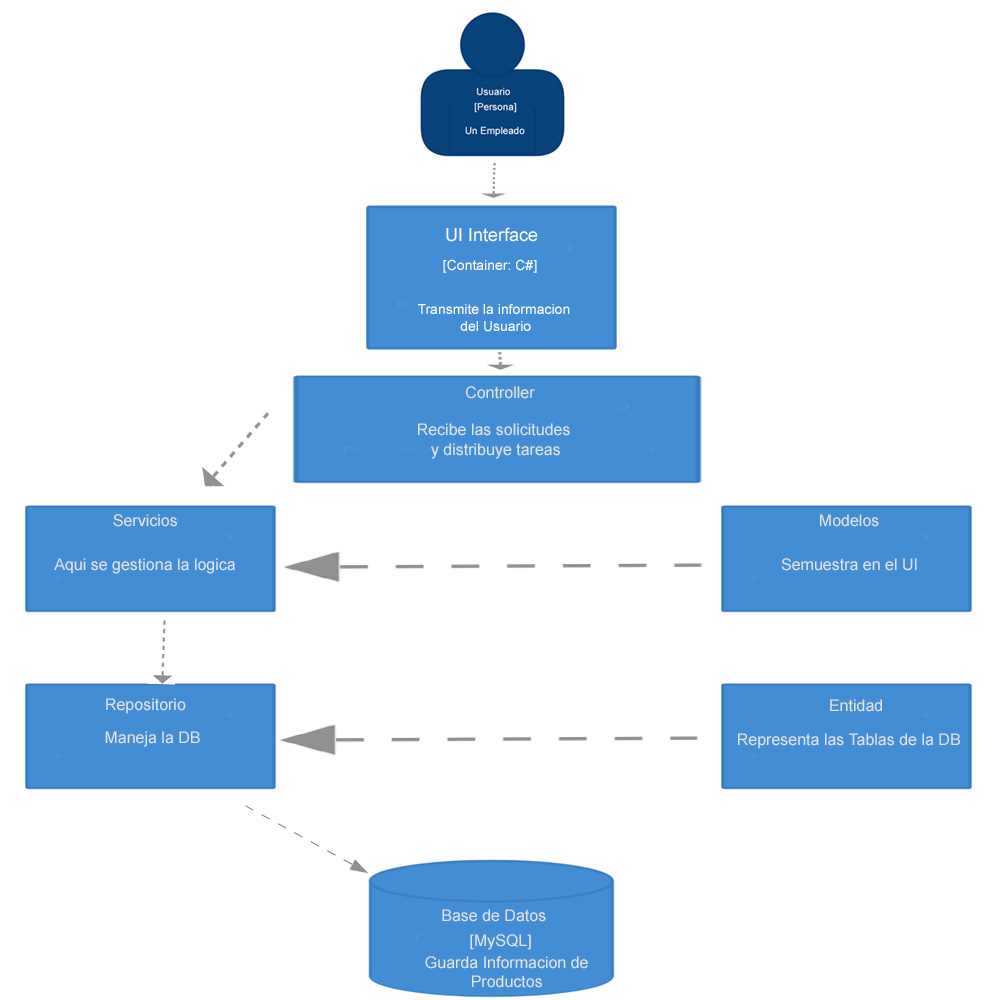 Usuario
[Persona]
Un Empleado
UI Interface
[Container: C#]
Transmite la informacion
del Usuario
Controller
Recibe las solicitudes
y distribuye tareas
Servicios
Aqui se gestiona la logica
Modelos
Semuestra en el UI
Repositorio
Maneja la DB
Entidad
Representa las Tablas de la DB
Base de Datos
[MySQL]
Guarda Informacion de
Productos